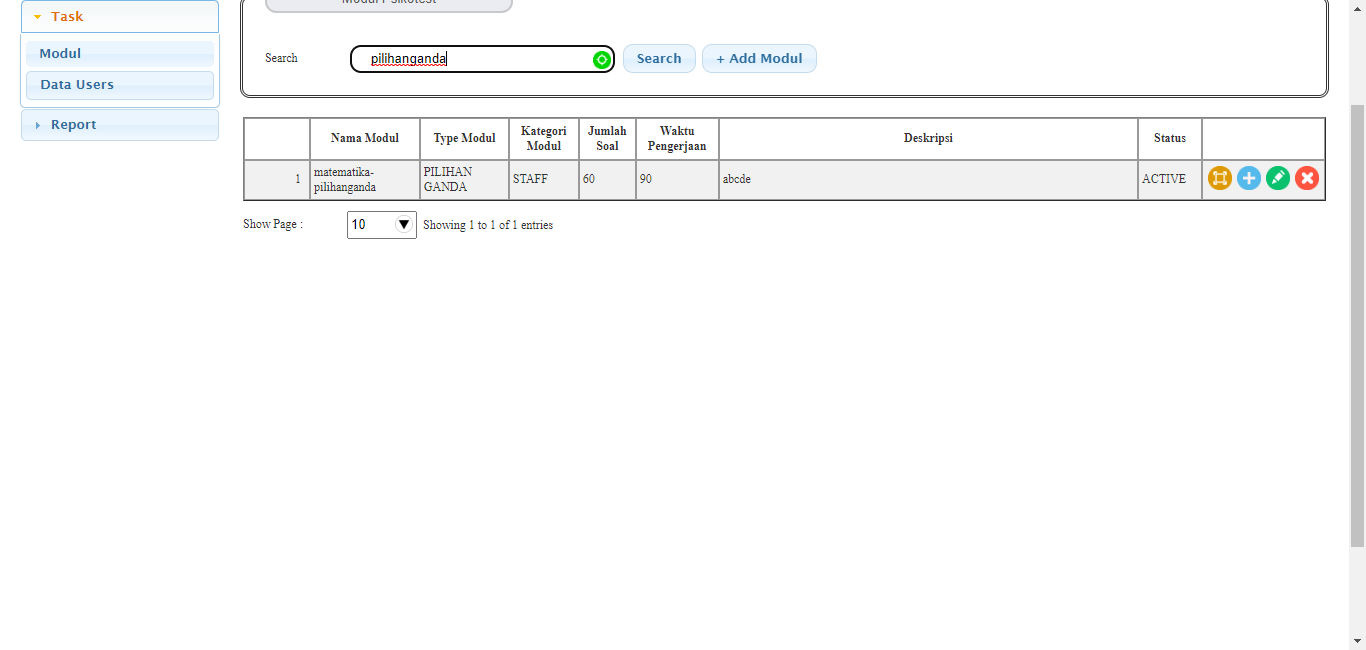 Task
Modul
Data Users
Report
Modul Psikotest
Search pilihanganda Search + Add Modul
Nama Modul Type Modul Kategori Modul Jumlah Soal Waktu Pengerjaan Deskripsi Status
1 matematika-pilihanganda PILIHAN GANDA STAFF 60 90 abcde ACTIVE
Show Page : 10 Showing 1 to 1 of 1 entries